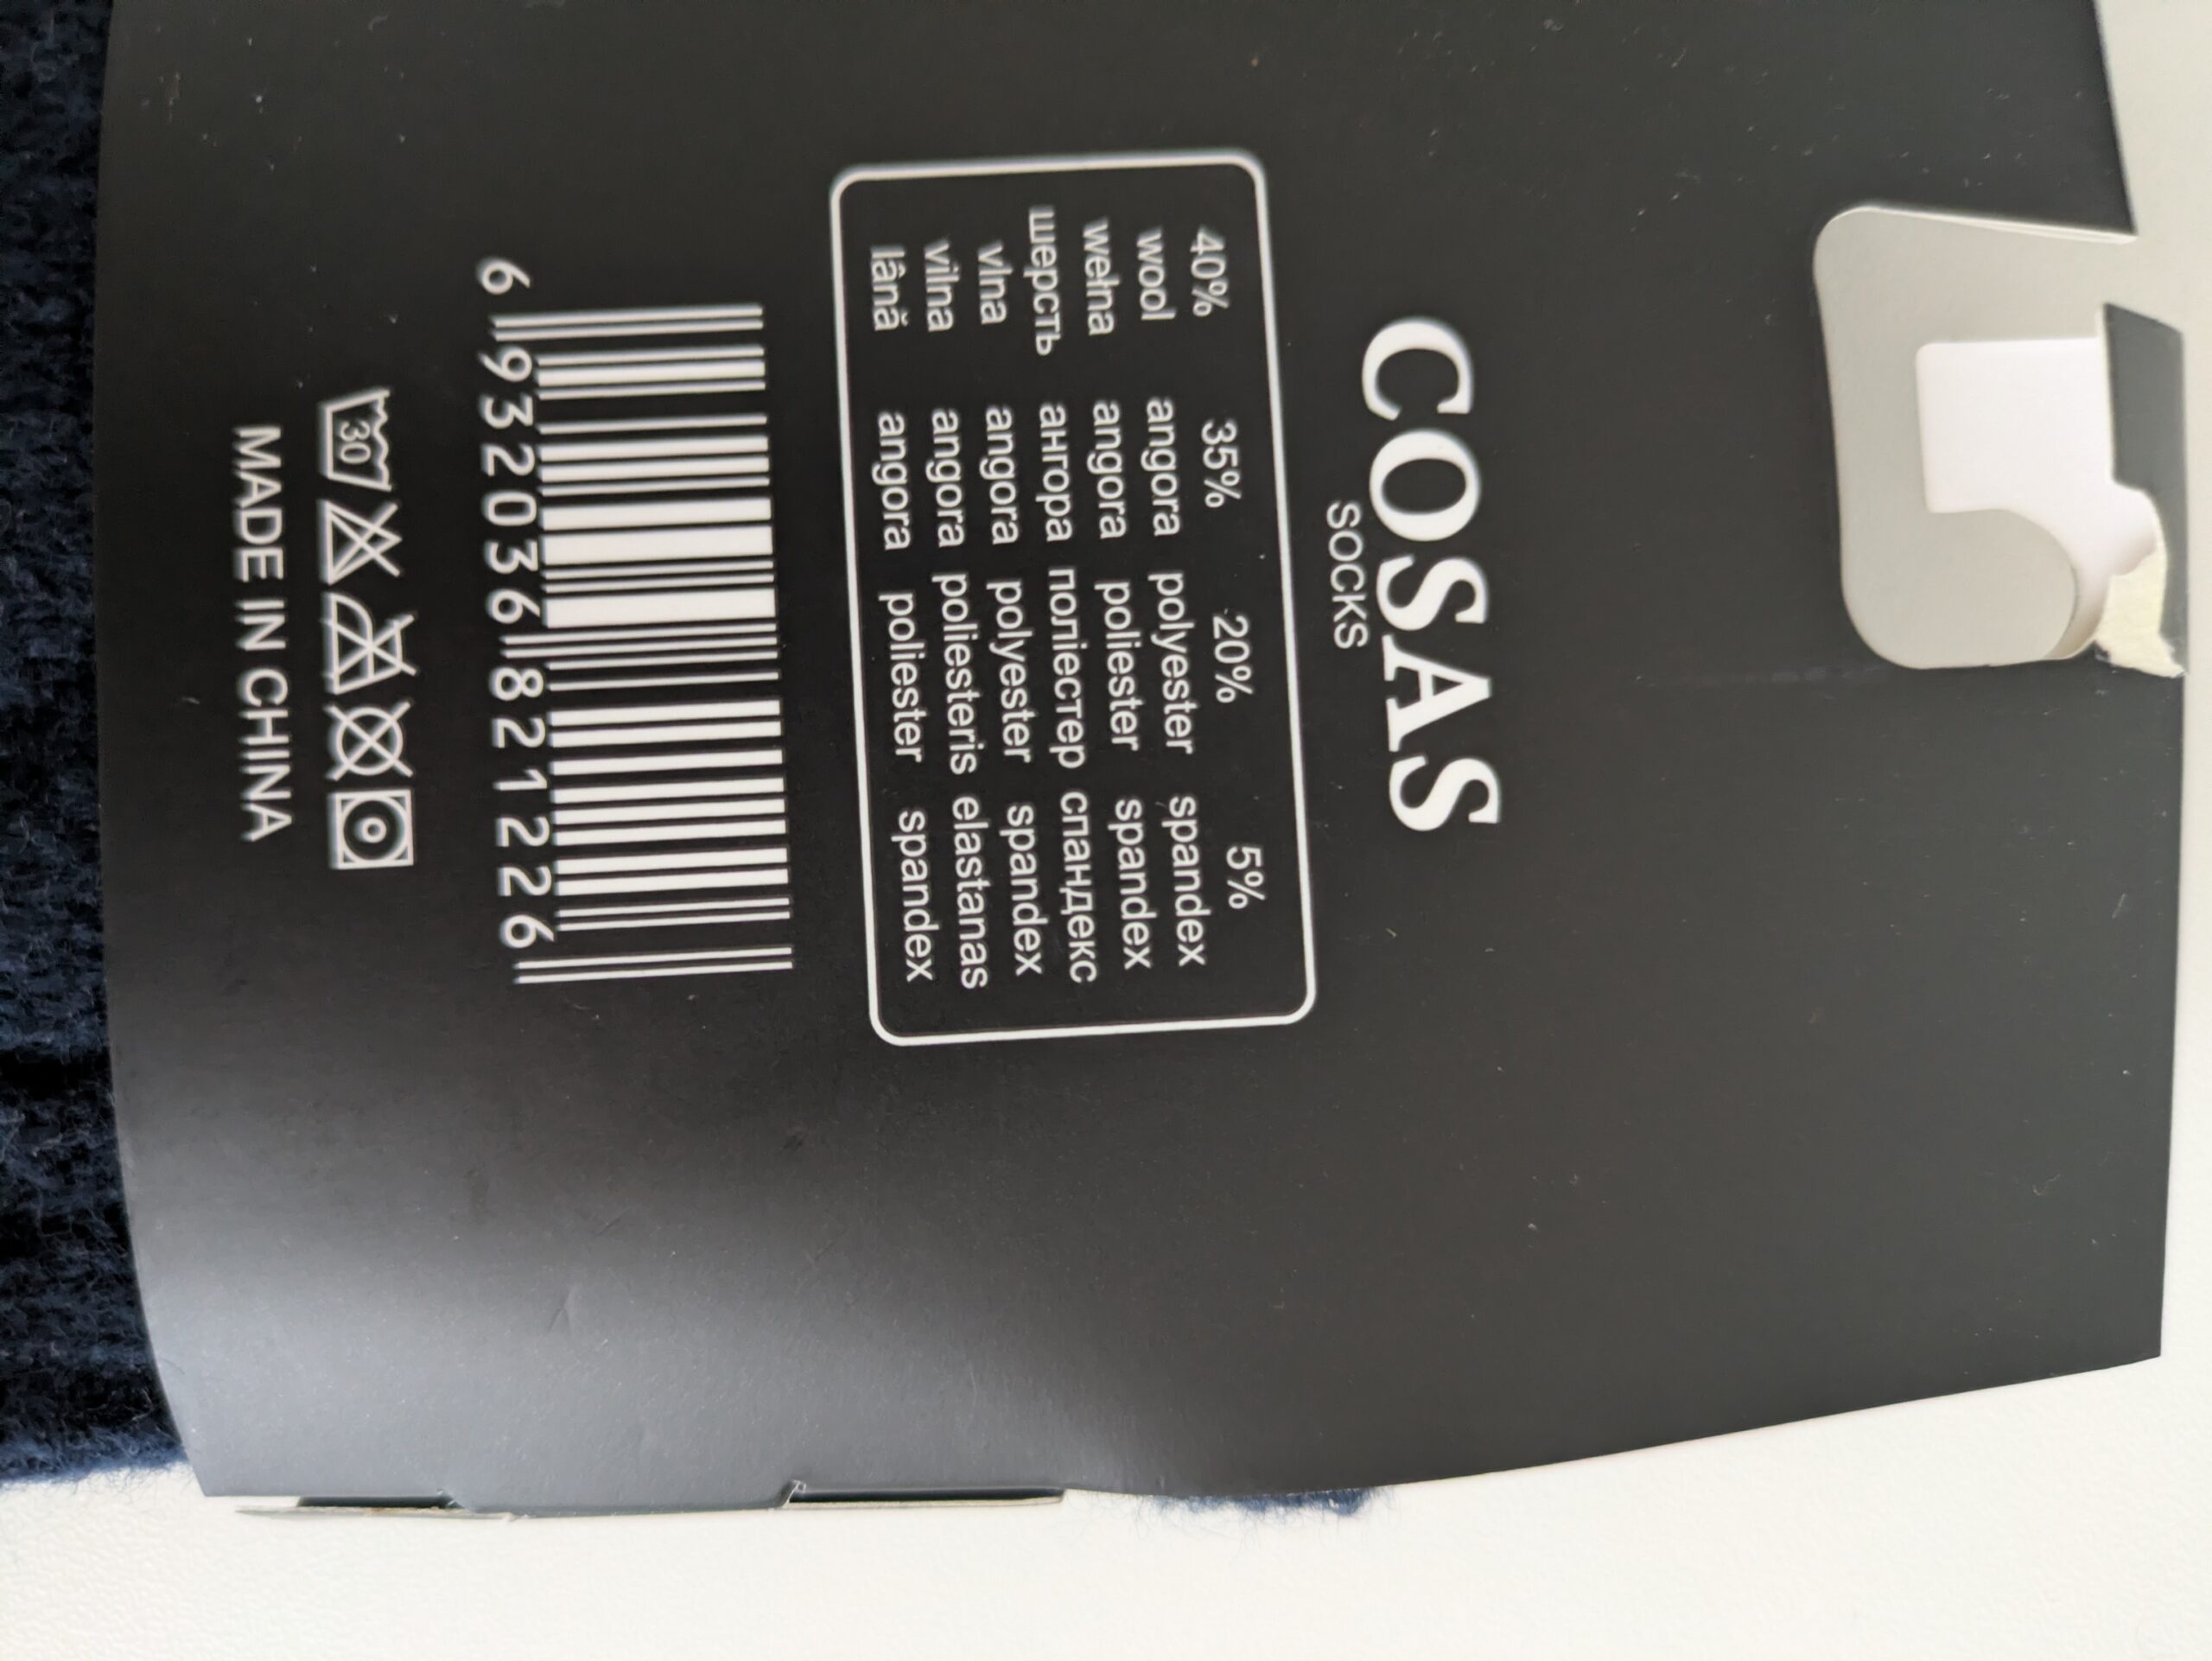 COSAS
SOCKS
40% 35% 20% 5%
wool angora polyester spandex
wełna angora poliester spandex
шерсть ангора поліестер спандекс
vlna angora polyester spandex
vilna angora poliesteris elastanas
lână angora poliester spandex
6 932036 821226
30
MADE IN CHINA